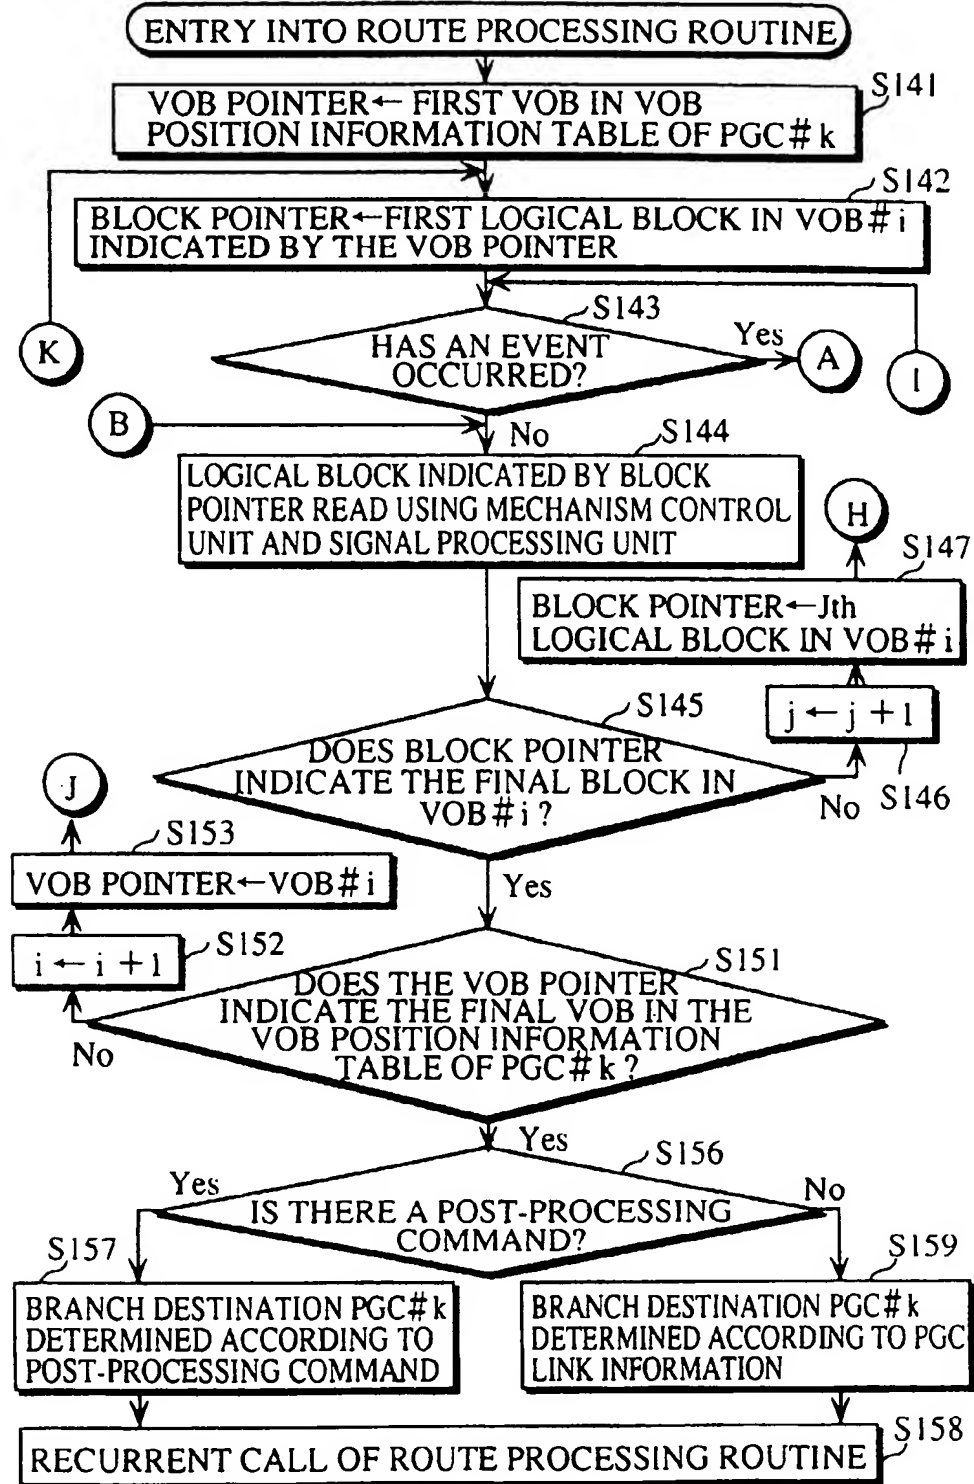 ENTRY INTO ROUTE PROCESSING ROUTINE
S141
VOB POINTER← FIRST VOB IN VOB
POSITION INFORMATION TABLE OF PGC#k
S142
BLOCK POINTER←FIRST LOGICAL BLOCK IN VOB#i
INDICATED BY THE VOB POINTER
S143
K
HAS AN EVENT
OCCURRED?
Yes
A
I
B
No
S144
LOGICAL BLOCK INDICATED BY BLOCK
POINTER READ USING MECHANISM CONTROL
UNIT AND SIGNAL PROCESSING UNIT
H
S147
BLOCK POINTER←Jth
LOGICAL BLOCK IN VOB#i
S145
j ← j +1
S146
DOES BLOCK POINTER
INDICATE THE FINAL BLOCK IN
VOB#i?
No
J
S153
VOB POINTER←VOB#i
Yes
S152
i ← i +1
S151
DOES THE VOB POINTER
INDICATE THE FINAL VOB IN THE
VOB POSITION INFORMATION
TABLE OF PGC#k?
No
Yes
S156
Yes
No
IS THERE A POST-PROCESSING
COMMAND?
S157
BRANCH DESTINATION PGC#k
DETERMINED ACCORDING TO
POST-PROCESSING COMMAND
S159
BRANCH DESTINATION PGC#k
DETERMINED ACCORDING TO PGC
LINK INFORMATION
S158
RECURRENT CALL OF ROUTE PROCESSING ROUTINE